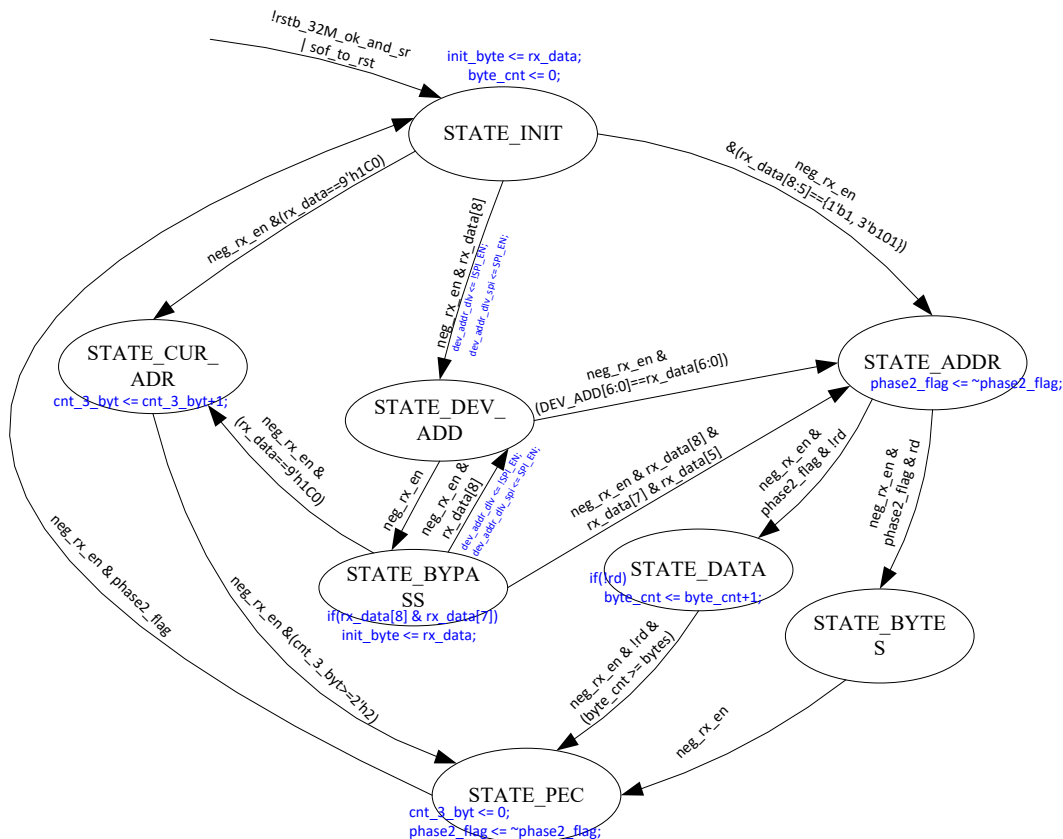 !rstb_32M_ok_and_sr
| sof_to_rst
init_byte <= rx_data;
byte_cnt <= 0;
STATE_INIT
neg_rx_en &(rx_data==9'h1C0)
neg_rx_en & rx_data[8]
dev_addr_dlv <= !SPI_EN;
dev_addr_dlv_spi <= SPI_EN;
neg_rx_en
&(rx_data[8:5]=={1'b1, 3'b101})
STATE_CUR_
ADR
cnt_3_byt <= cnt_3_byt+1;
STATE_DEV_
ADD
neg_rx_en &
(DEV_ADD[6:0]==rx_data[6:0])
STATE_ADDR
phase2_flag <= ~phase2_flag;
neg_rx_en &
(rx_data==9'h1C0)
neg_rx_en
neg_rx_en &
rx_data[8]
dev_addr_dlv <= !SPI_EN;
dev_addr_dlv_spi <= SPI_EN;
neg_rx_en & rx_data[8] &
rx_data[7] & rx_data[5]
neg_rx_en &
phase2_flag & !rd
neg_rx_en &
phase2_flag & rd
STATE_BYPA
SS
if(rx_data[8] & rx_data[7])
init_byte <= rx_data;
STATE_DATA
if(!rd)
byte_cnt <= byte_cnt+1;
STATE_BYTE
S
neg_rx_en & phase2_flag
neg_rx_en &(cnt_3_byt>=2'h2)
neg_rx_en & !rd &
(byte_cnt >= bytes)
neg_rx_en
STATE_PEC
cnt_3_byt <= 0;
phase2_flag <= ~phase2_flag;